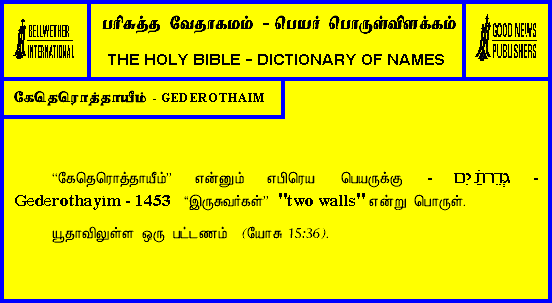 BELLWETHER
INTERNATIONAL
பரிசுத்த வேதாகமம் - பெயர் பொருள்விளக்கம்
THE HOLY BIBLE - DICTIONARY OF NAMES
GOOD NEWS
PUBLISHERS
கேதெரொத்தாயீம் - GEDEROTHAIM
“கேதெரொத்தாயீம்” என்னும் எபிரெய பெயருக்கு - גְּדֵרֹתַיִם -
Gederothayim - 1453 “இருசுவர்கள்” "two walls" என்று பொருள்.
யூதாவிலுள்ள ஒரு பட்டணம் (யோசு 15:36).